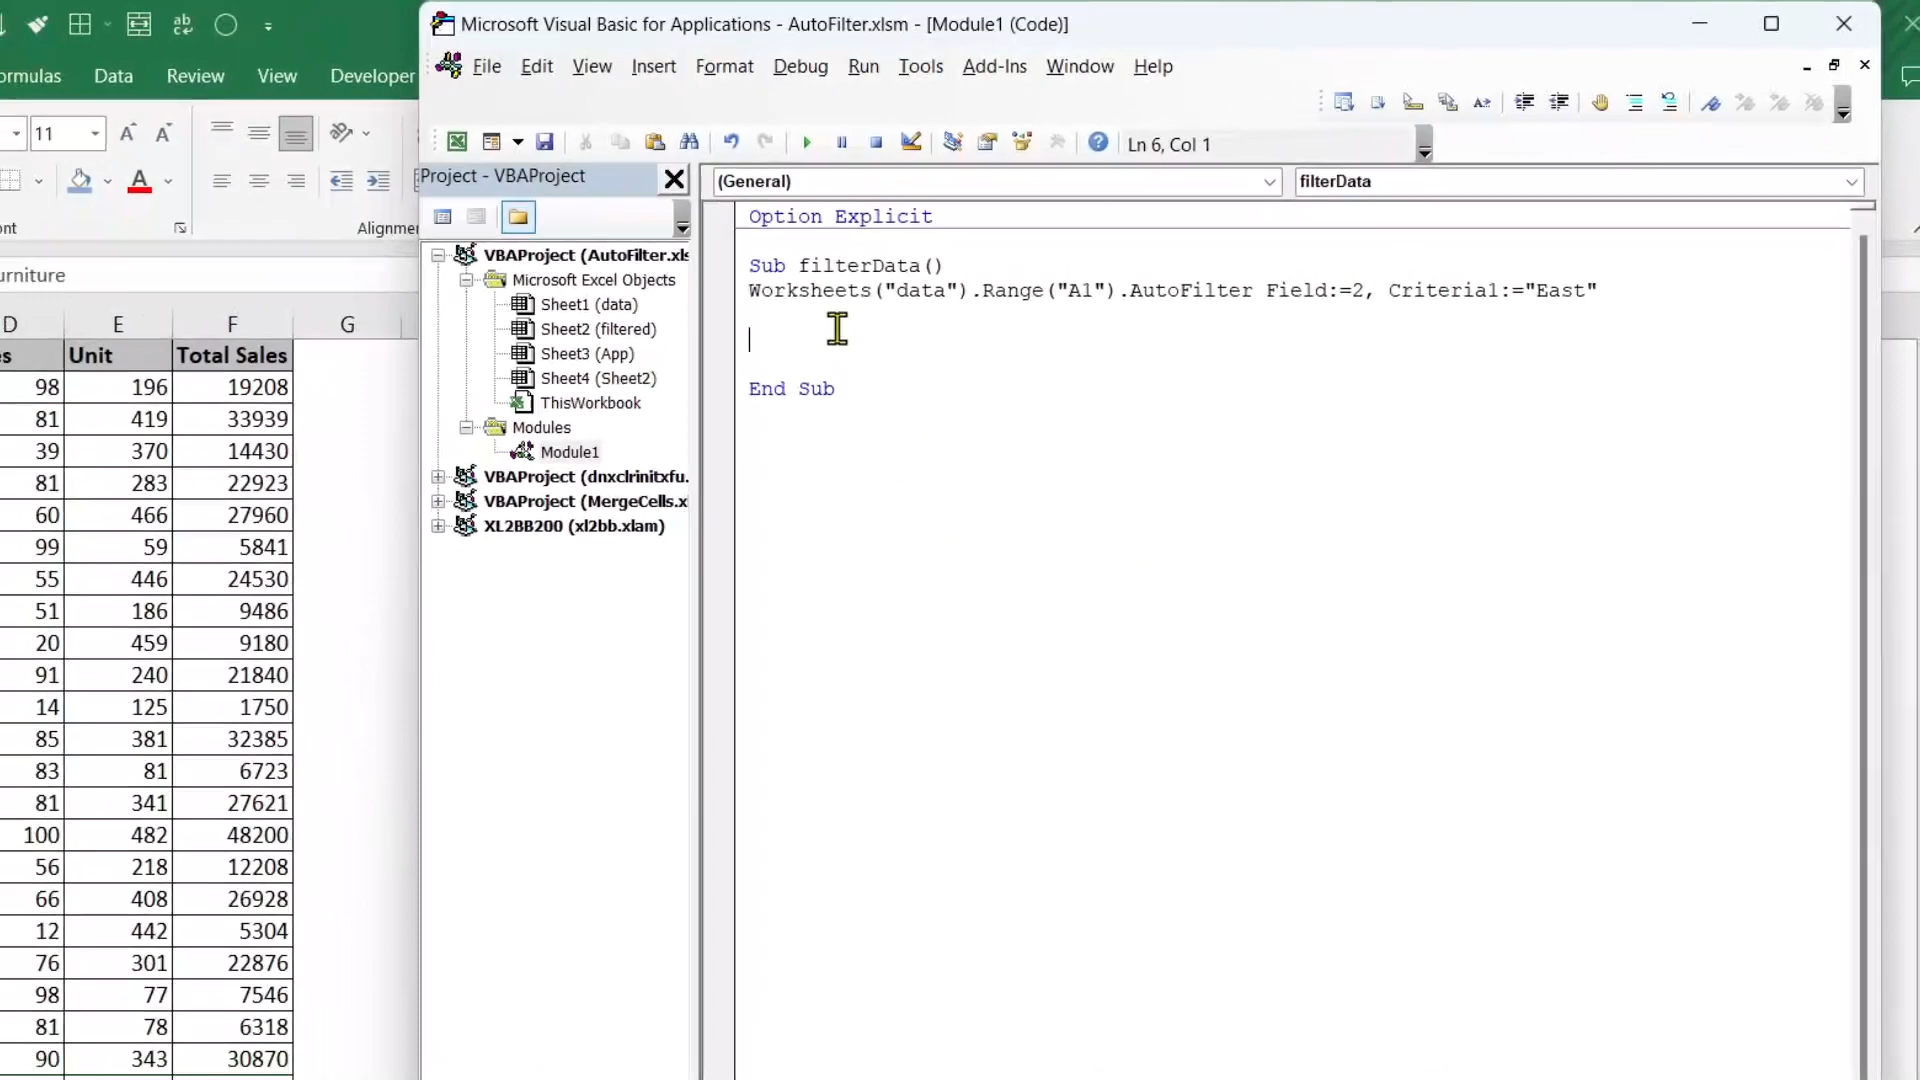 Microsoft Visual Basic for Applications - AutoFilter.xlsm - [Module1 (Code)]
ormulas Data Review View Developer
File Edit View Insert Format Debug Run Tools Add-Ins Window Help
11
Ln 6, Col 1
Project - VBAProject
(General)
filterData
nt
Alignme
urniture
Option Explicit
Sub filterData()
Worksheets("data").Range("A1").AutoFilter Field:=2, Criteria1:="East"
End Sub
VBAProject (AutoFilter.xls
Microsoft Excel Objects
Sheet1 (data)
Sheet2 (filtered)
Sheet3 (App)
Sheet4 (Sheet2)
ThisWorkbook
Modules
Module1
VBAProject (dnxclrinitxfu.
VBAProject (MergeCells.x
XL2BB200 (xl2bb.xlam)
D E F G
es Unit Total Sales
98 196 19208
81 419 33939
39 370 14430
81 283 22923
60 466 27960
99 59 5841
55 446 24530
51 186 9486
20 459 9180
91 240 21840
14 125 1750
85 381 32385
83 81 6723
81 341 27621
100 482 48200
56 218 12208
66 408 26928
12 442 5304
76 301 22876
98 77 7546
81 78 6318
90 343 30870